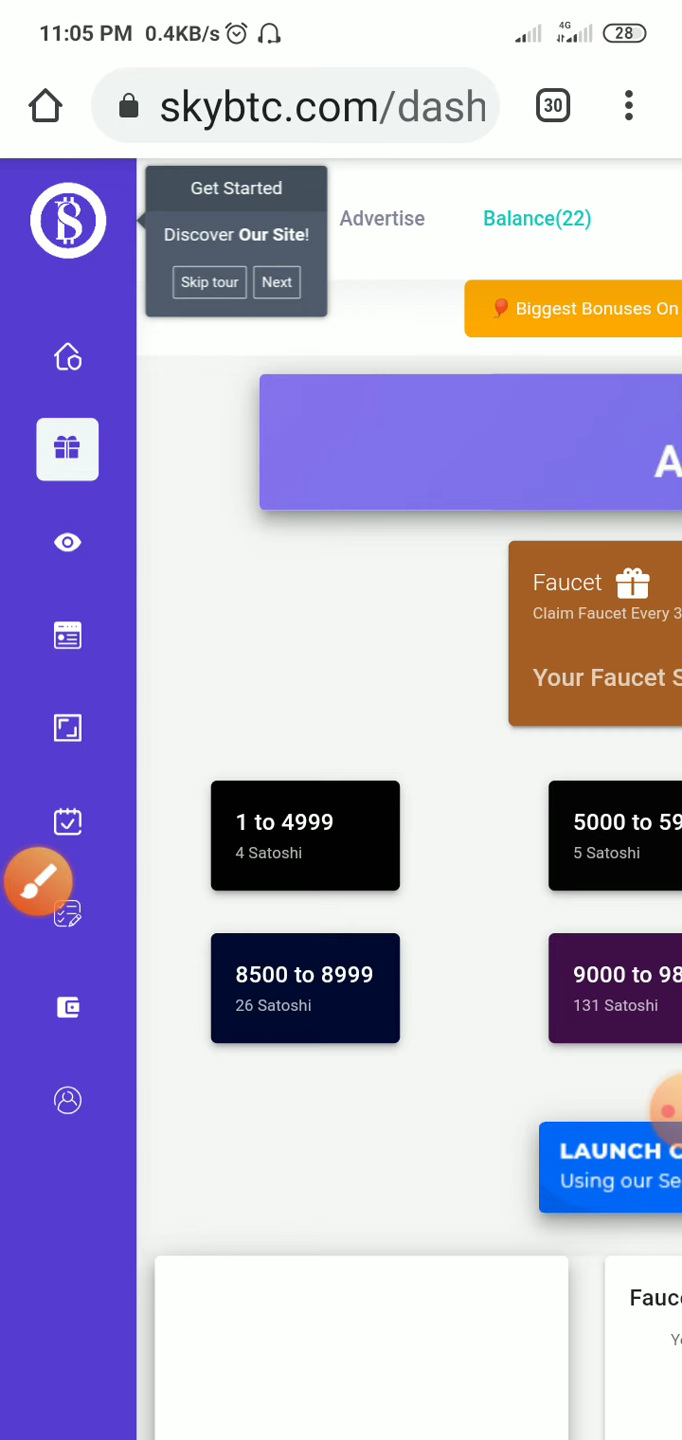 11:05 PM 0.4KB/s 4G 28
skybtc.com/dash 30
Get Started
Discover Our Site!
Skip tour Next
Advertise Balance(22)
Biggest Bonuses On
A
Faucet
Claim Faucet Every 3
Your Faucet S
1 to 4999
4 Satoshi
5000 to 59
5 Satoshi
8500 to 8999
26 Satoshi
9000 to 98
131 Satoshi
LAUNCH
Using our Se
Fauc
Y